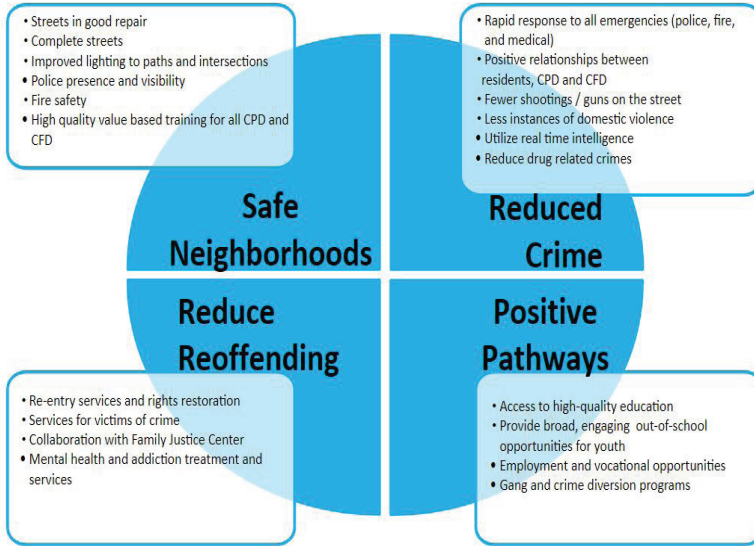 • Streets in good repair
• Complete streets
• Improved lighting to paths and intersections
• Police presence and visibility
• Fire safety
• High quality value based training for all CPD and
CFD
• Rapid response to all emergencies (police, fire,
and medical)
• Positive relationships between
residents, CPD and CFD
• Fewer shootings / guns on the street
• Less instances of domestic violence
• Utilize real time intelligence
• Reduce drug related crimes
Safe
Neighborhoods
Reduced
Crime
Reduce
Reoffending
Positive
Pathways
• Re-entry services and rights restoration
• Services for victims of crime
• Collaboration with Family Justice Center
• Mental health and addiction treatment and
services
• Access to high-quality education
• Provide broad, engaging out-of-school
opportunities for youth
• Employment and vocational opportunities
• Gang and crime diversion programs